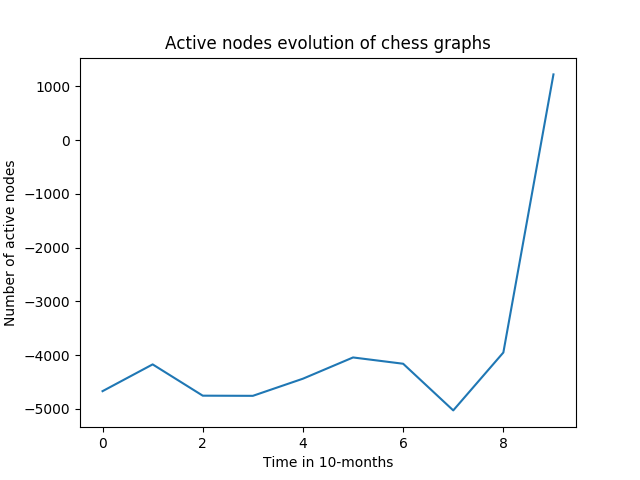 Active nodes evolution of chess graphs
1000
0
−1000
−2000
−3000
−4000
−5000
Number of active nodes
0 2 4 6 8
Time in 10-months